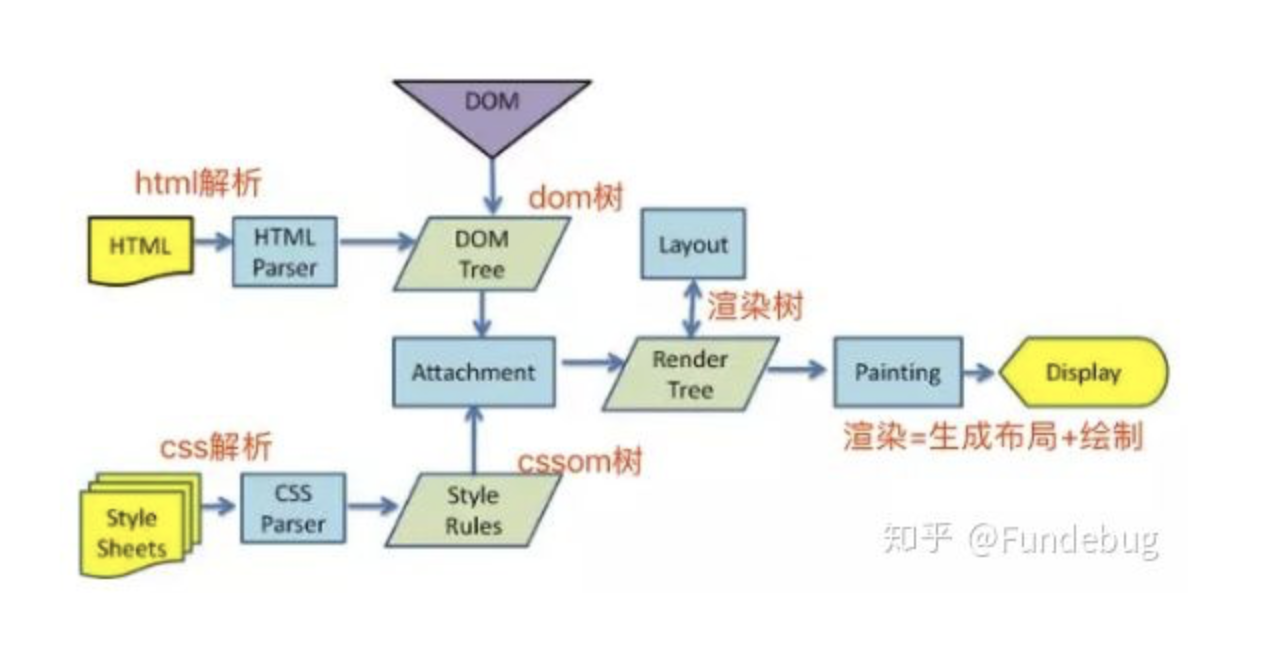 DOM
html解析
dom树
HTML
HTML
Parser
DOM
Tree
Layout
渲染树
Attachment
Render
Tree
Painting
Display
渲染=生成布局+绘制
css解析
cssom树
Style
Sheets
CSS
Parser
Style
Rules
知乎 @Fundebug